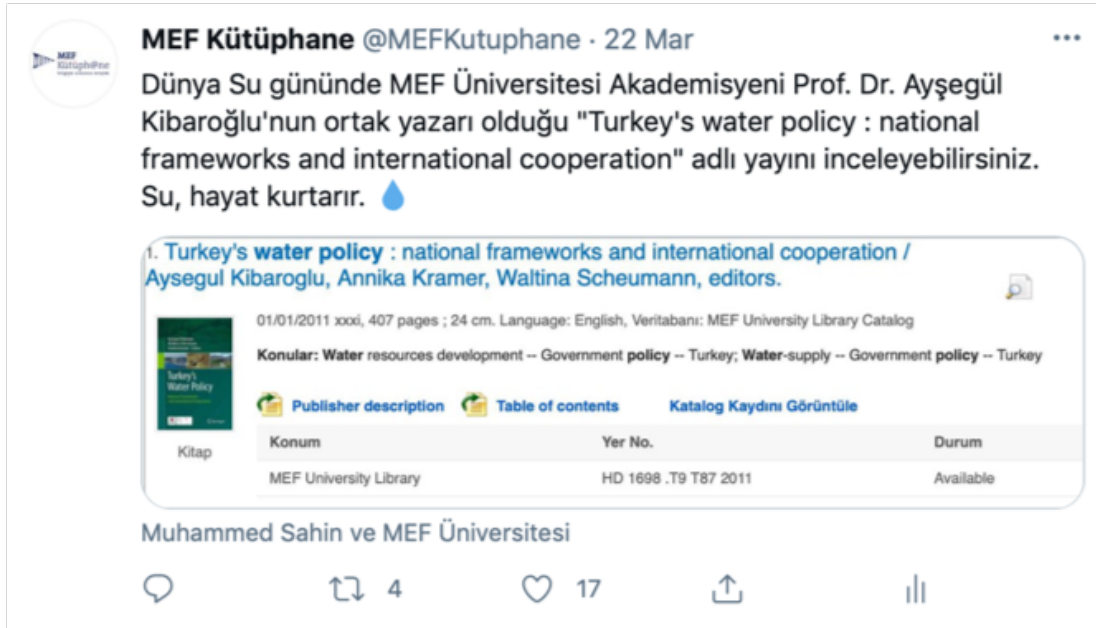 MEF Kütüphane @MEFKutuphane · 22 Mar
Dünya Su gününde MEF Üniversitesi Akademisyeni Prof. Dr. Ayşegül
Kibaroğlu'nun ortak yazarı olduğu "Turkey's water policy : national
frameworks and international cooperation" adlı yayını inceleyebilirsiniz.
Su, hayat kurtarır. 💧
1. Turkey's water policy : national frameworks and international cooperation /
Aysegul Kibaroglu, Annika Kramer, Waltina Scheumann, editors.
01/01/2011 xxxi, 407 pages ; 24 cm. Language: English, Veritabanı: MEF University Library Catalog
Konular: Water resources development -- Government policy -- Turkey; Water-supply -- Government policy -- Turkey
Turkey's
Water Policy
Publisher description Table of contents Katalog Kaydını Görüntüle
Kitap
Konum Yer No. Durum
MEF University Library HD 1698 .T9 T87 2011 Available
Muhammed Sahin ve MEF Üniversitesi
4 17